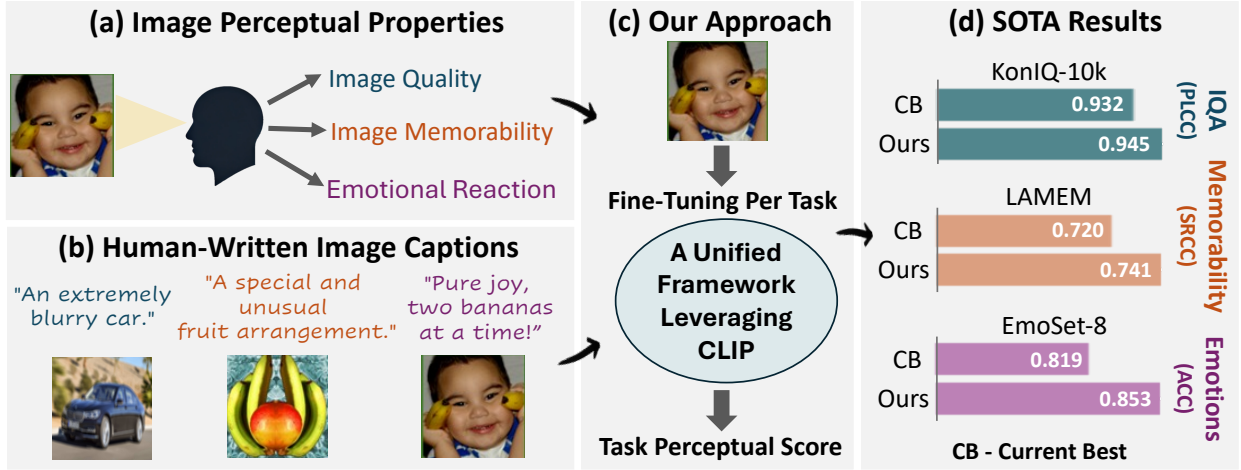 (a) Image Perceptual Properties
Image Quality
Image Memorability
Emotional Reaction
(b) Human-Written Image Captions
"An extremely
blurry car."
"A special and
unusual
fruit arrangement."
"Pure joy,
two bananas
at a time!”
(c) Our Approach
Fine-Tuning Per Task
A Unified
Framework
Leveraging
CLIP
Task Perceptual Score
(d) SOTA Results
KonIQ-10k
CB
0.932
Ours
0.945
IQA
(PLCC)
LAMEM
CB
0.720
Ours
0.741
Memorability
(SRCC)
EmoSet-8
CB
0.819
Ours
0.853
Emotions
(ACC)
CB - Current Best